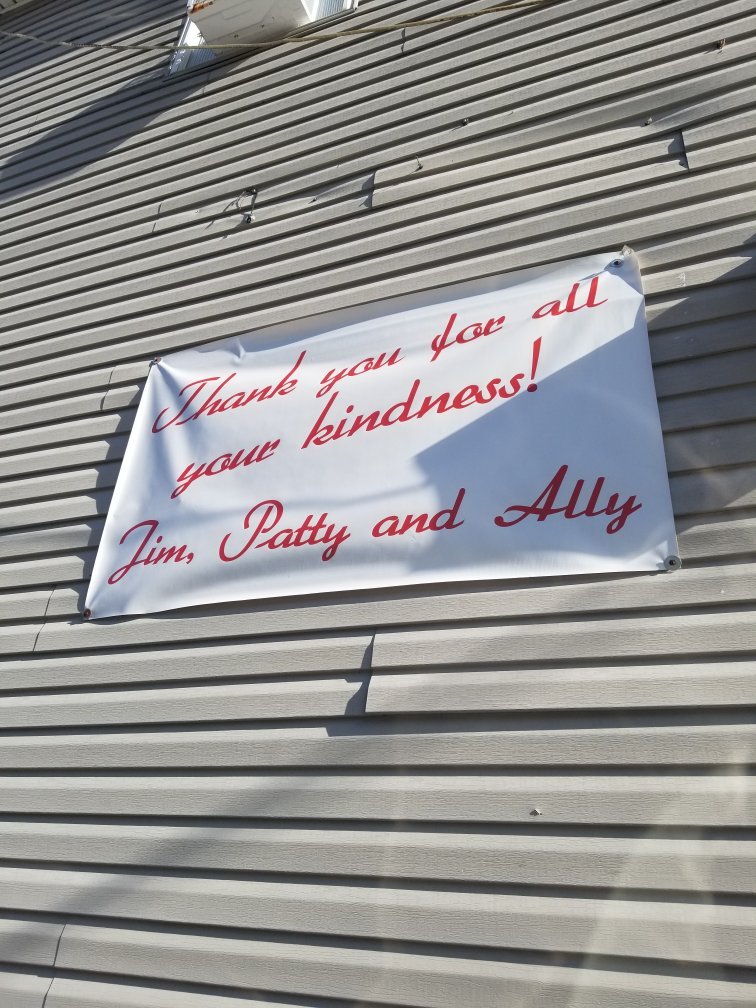 Thank you for all
your kindness!
Jim, Patty and Ally